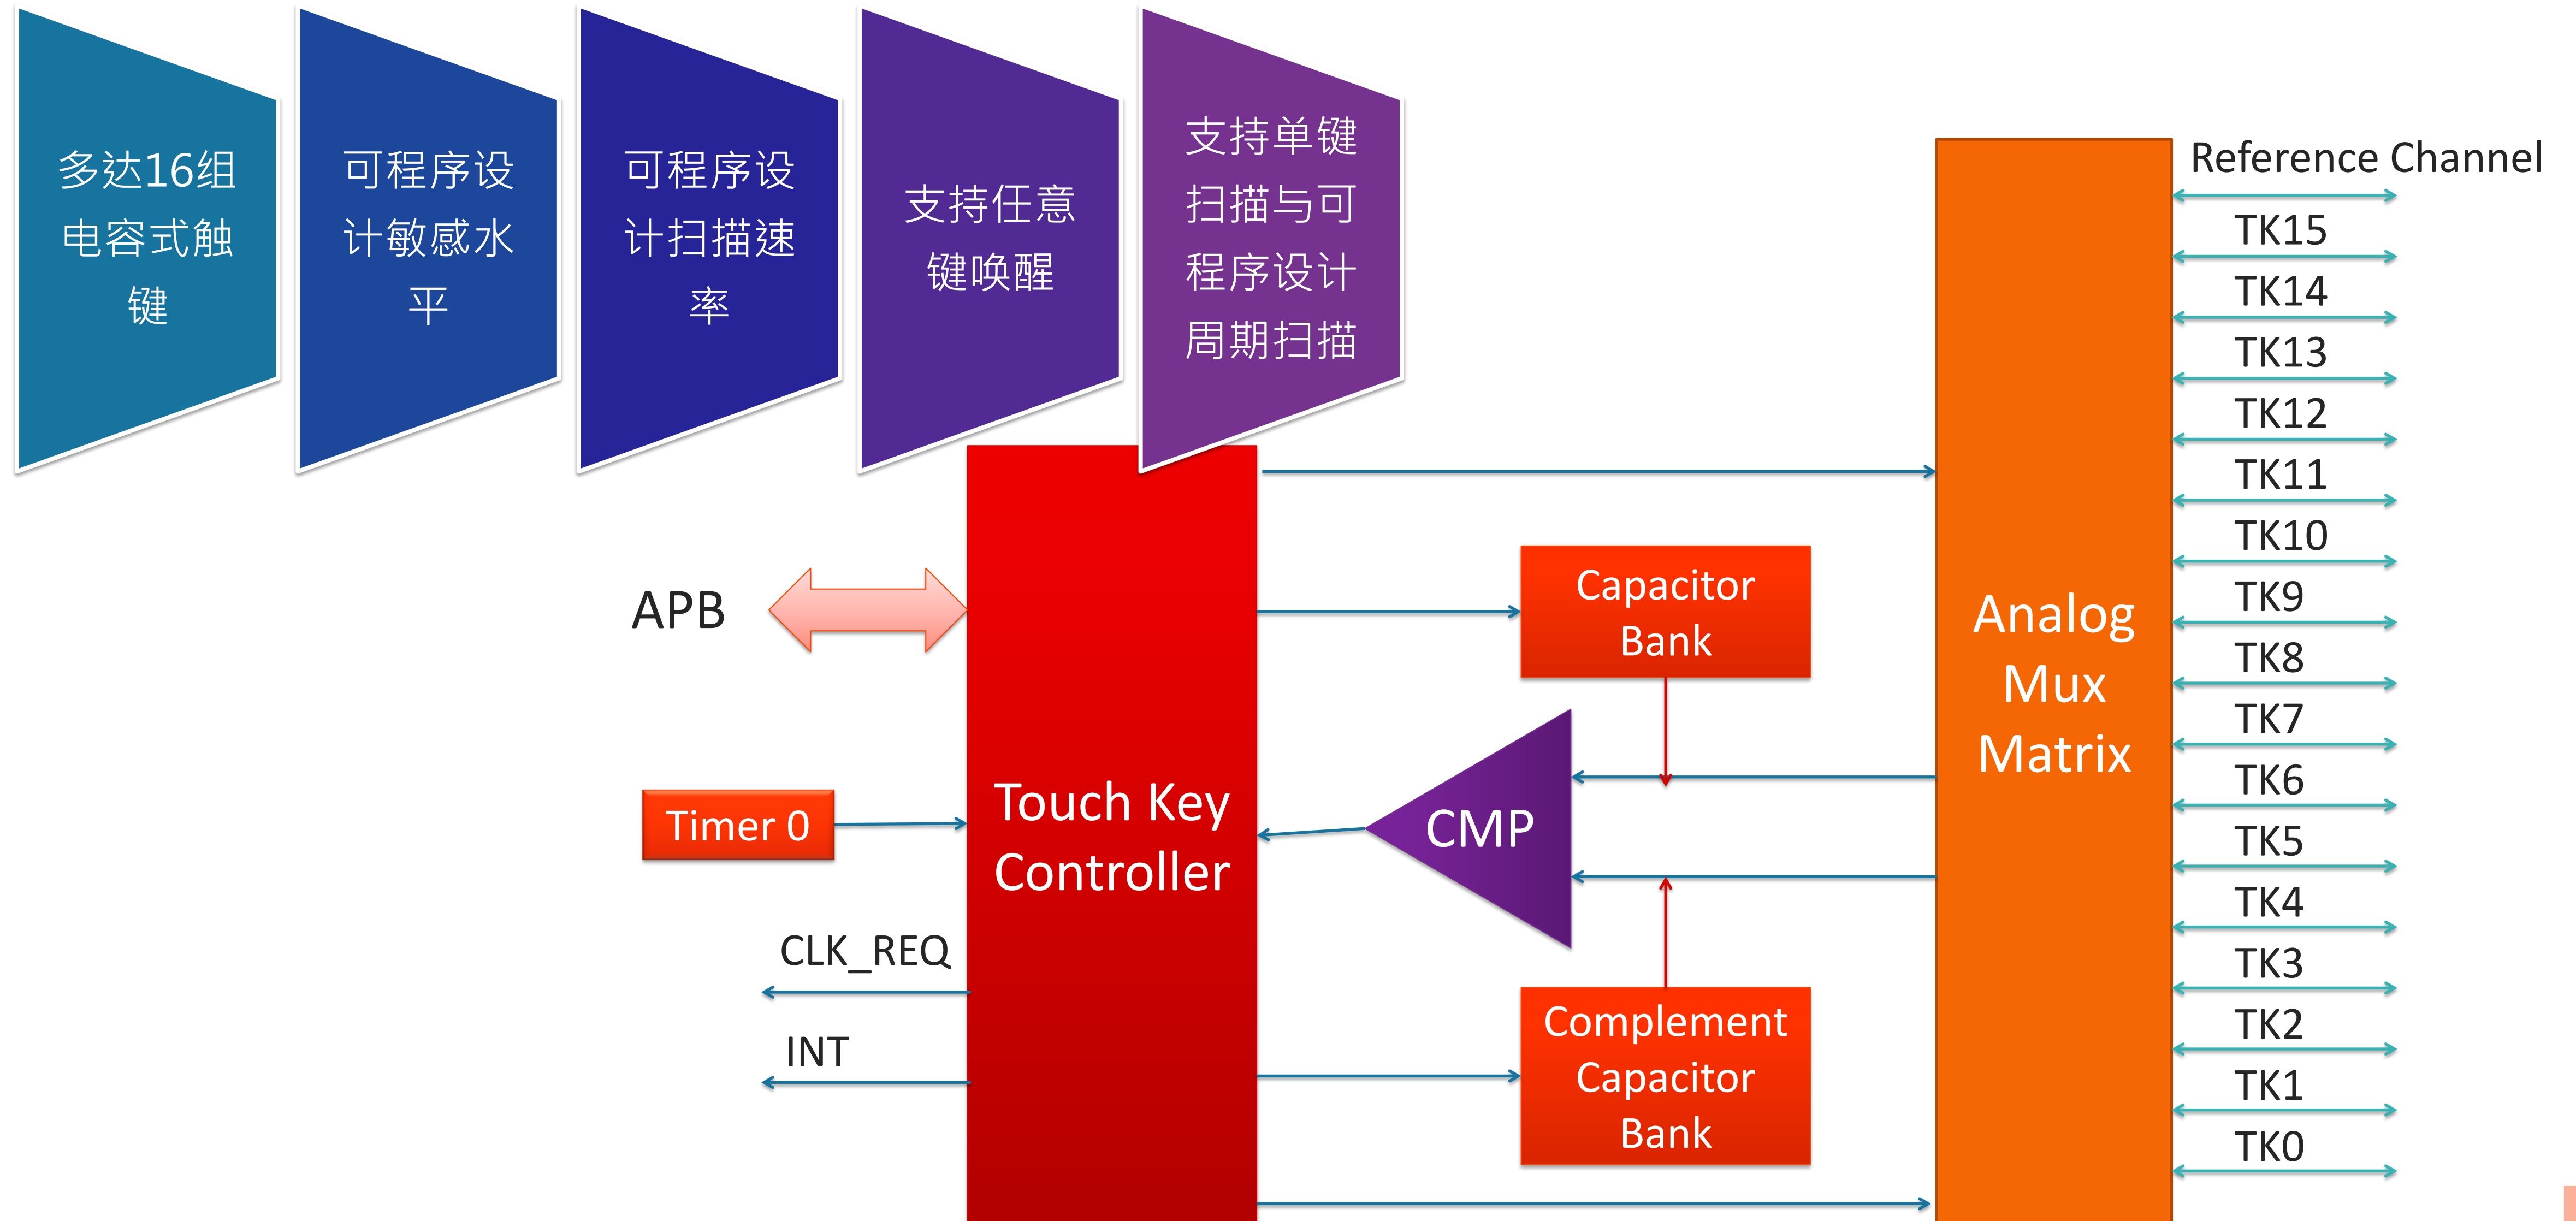 多达16组
电容式触
键
可程序设
计敏感水
平
可程序设
计扫描速
率
支持任意
键唤醒
支持单键
扫描与可
程序设计
周期扫描
APB
Timer 0
CLK_REQ
INT
Touch Key
Controller
Capacitor
Bank
CMP
Complement
Capacitor
Bank
Analog
Mux
Matrix
Reference Channel
TK15
TK14
TK13
TK12
TK11
TK10
TK9
TK8
TK7
TK6
TK5
TK4
TK3
TK2
TK1
TK0